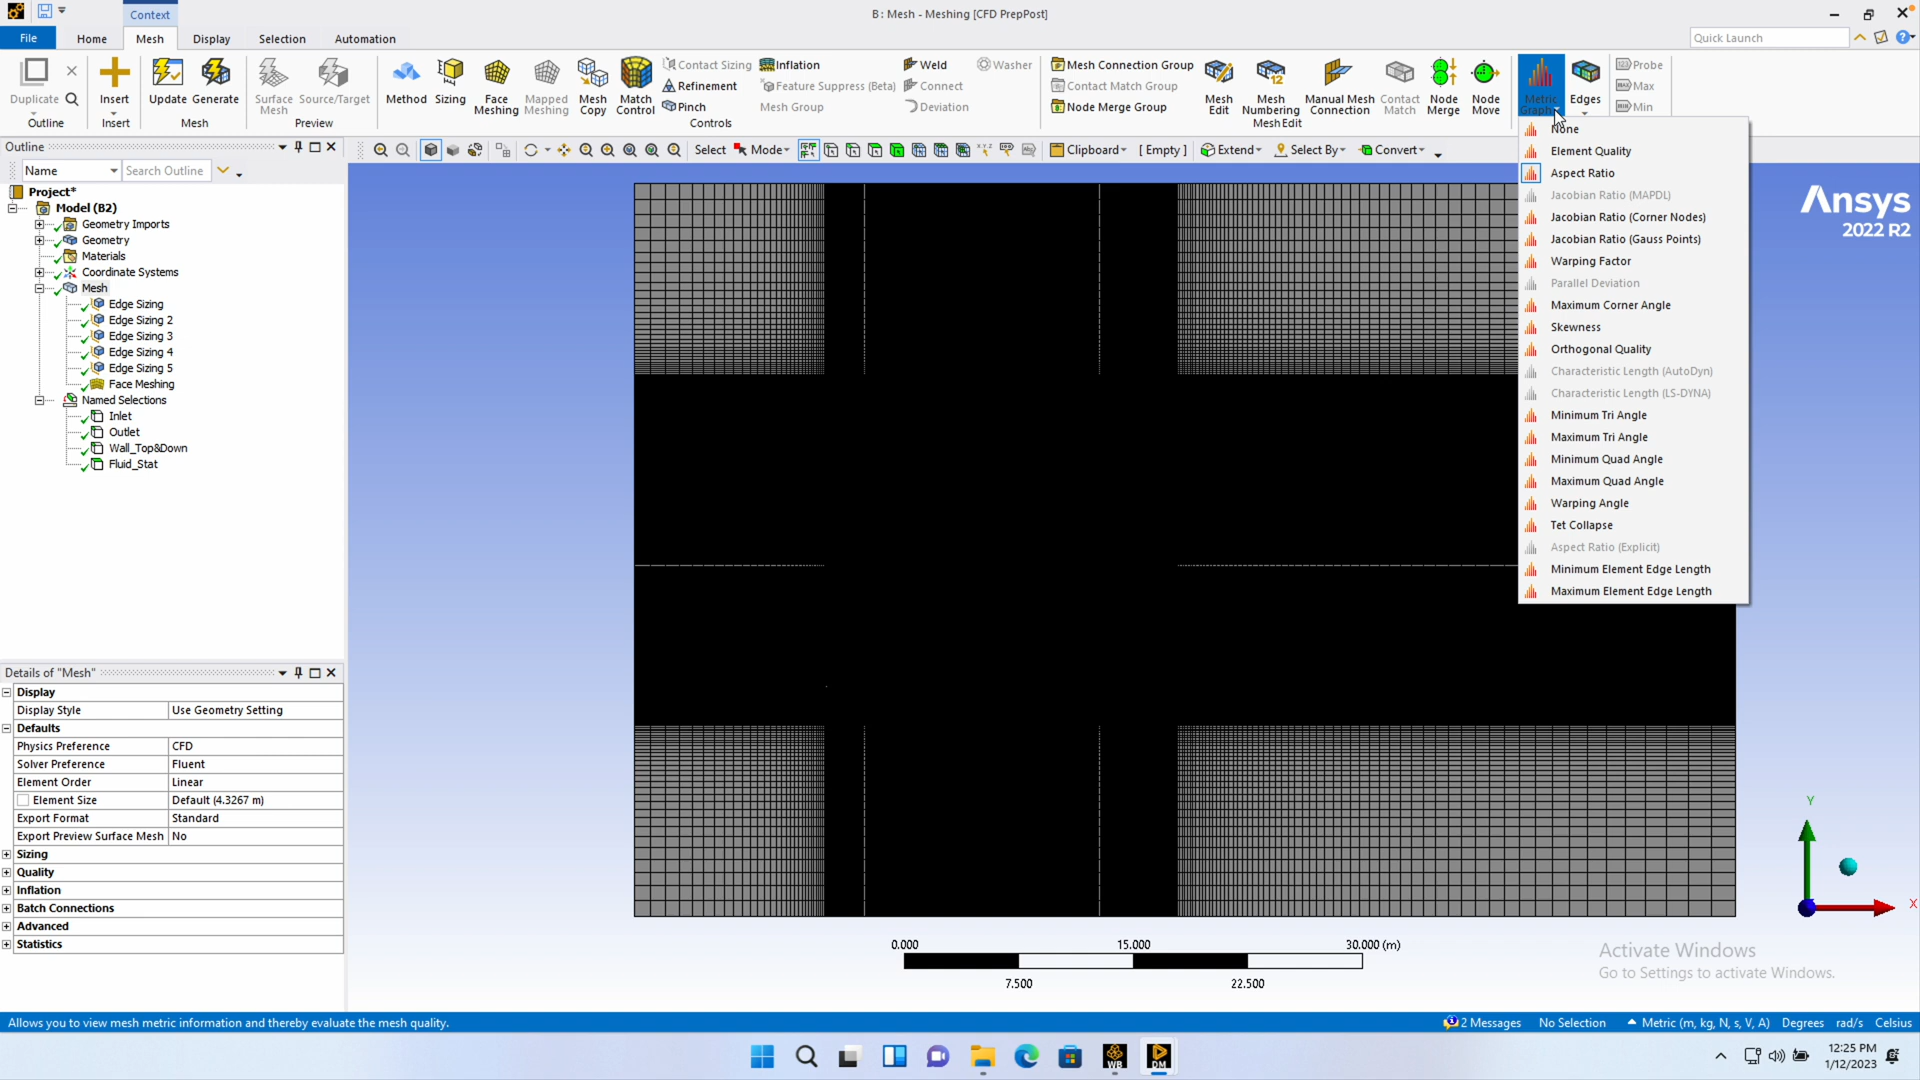 Context
B : Mesh - Meshing [CFD PrepPost]
File
Home
Mesh
Display
Selection
Automation
Quick Launch
Duplicate
Outline
Insert
Insert
Update
Generate
Mesh
Surface
Mesh
Source/Target
Preview
Method
Sizing
Face
Meshing
Mapped
Meshing
Mesh
Copy
Match
Control
Contact Sizing
Refinement
Pinch
Inflation
Feature Suppress (Beta)
Mesh Group
Weld
Connect
Deviation
Washer
Controls
Mesh Connection Group
Contact Match Group
Node Merge Group
Mesh
Edit
Mesh
Numbering
Manual Mesh
Connection
Contact
Match
Node
Merge
Node
Move
Mesh Edit
Metric
Graph
Edges
Probe
Max
Min
Outline
Name
Search Outline
Select
Mode
Clipboard
[ Empty ]
Extend
Select By
Convert
Project*
Model (B2)
Geometry Imports
Geometry
Materials
Coordinate Systems
Mesh
Edge Sizing
Edge Sizing 2
Edge Sizing 3
Edge Sizing 4
Edge Sizing 5
Face Meshing
Named Selections
Inlet
Outlet
Wall_Top&Down
Fluid_Stat
None
Element Quality
Aspect Ratio
Jacobian Ratio (MAPDL)
Jacobian Ratio (Corner Nodes)
Jacobian Ratio (Gauss Points)
Warping Factor
Parallel Deviation
Maximum Corner Angle
Skewness
Orthogonal Quality
Characteristic Length (AutoDyn)
Characteristic Length (LS-DYNA)
Minimum Tri Angle
Maximum Tri Angle
Minimum Quad Angle
Maximum Quad Angle
Warping Angle
Tet Collapse
Aspect Ratio (Explicit)
Minimum Element Edge Length
Maximum Element Edge Length
Ansys
2022 R2
Details of "Mesh"
Display
Display Style Use Geometry Setting
Defaults
Physics Preference CFD
Solver Preference Fluent
Element Order Linear
Element Size Default (4.3267 m)
Export Format Standard
Export Preview Surface Mesh No
Sizing
Quality
Inflation
Batch Connections
Advanced
Statistics
0.000 15.000 30.000 (m)
7.500 22.500
Y
X
Activate Windows
Go to Settings to activate Windows.
Allows you to view mesh metric information and thereby evaluate the mesh quality.
2 Messages
No Selection
Metric (m, kg, N, s, V, A)
Degrees
rad/s
Celsius
WB
DM
12:25 PM
1/12/2023